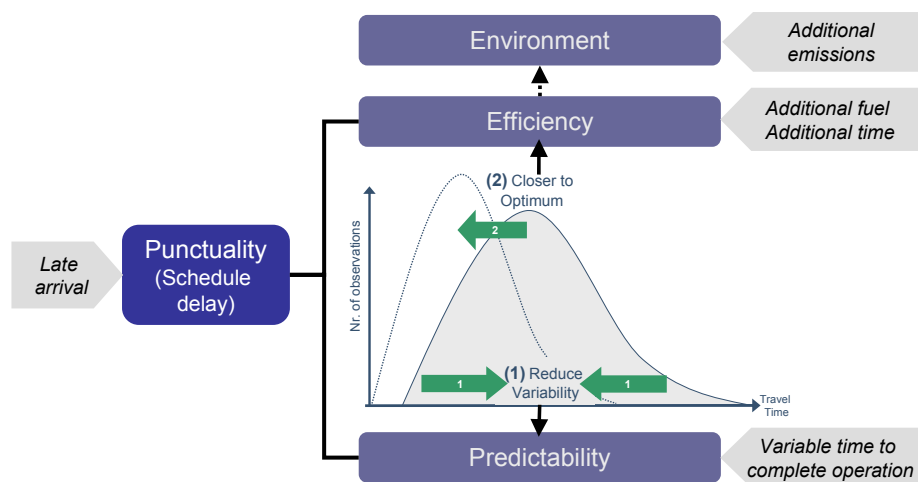 Environment
Additional
emissions
Efficiency
Additional fuel
Additional time
(2) Closer to
Optimum
2
Nr. of observations
Late
arrival
Punctuality
(Schedule
delay)
1
(1) Reduce
Variability
1
Travel
Time
Predictability
Variable time to
complete operation